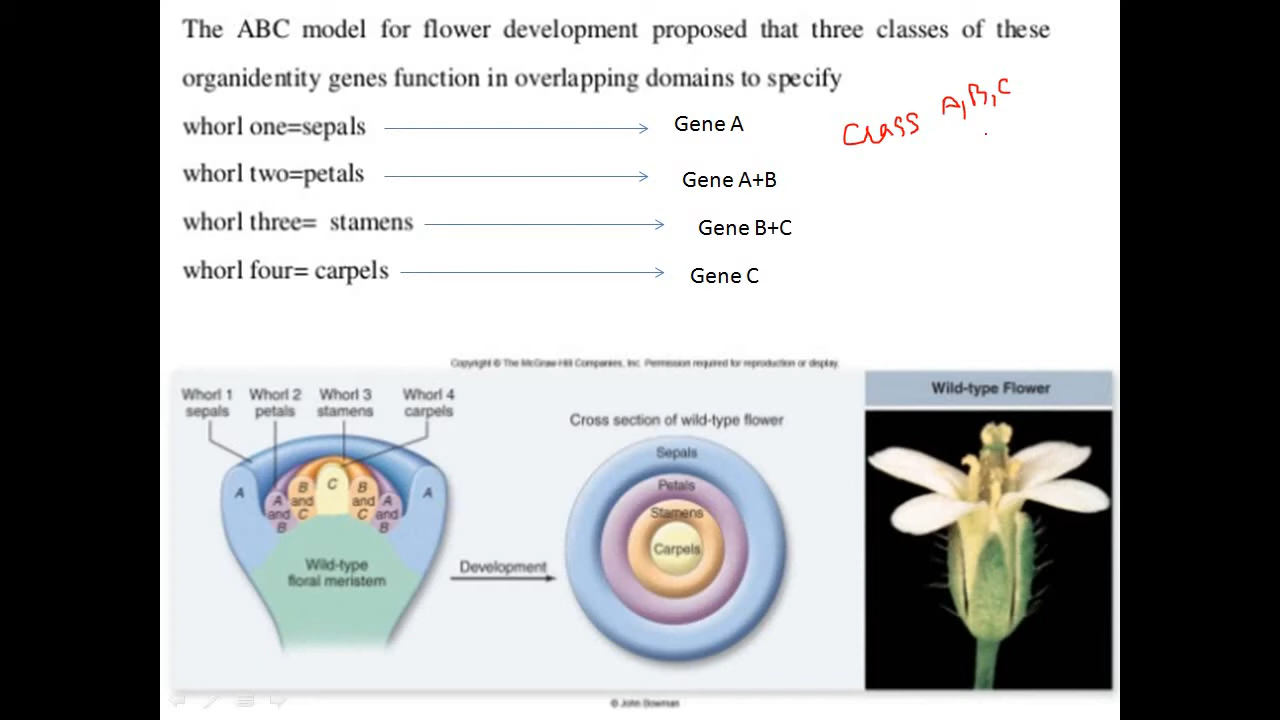 The ABC model for flower development proposed that three classes of these
organidentity genes function in overlapping domains to specify
whorl one=sepals
Gene A
Class A,B,C
whorl two=petals
Gene A+B
whorl three= stamens
Gene B+C
whorl four= carpels
Gene C
Copyright © The McGraw-Hill Companies, Inc. Permission required for reproduction or display.
Whorl 1
sepals
Whorl 2
petals
Whorl 3
stamens
Whorl 4
carpels
A
A
and
B
B
and
C
C
B
and
C
A
and
B
A
Wild-type
floral meristem
Development
Cross section of wild-type flower
Sepals
Petals
Stamens
Carpels
Wild-type Flower
© John Bowman